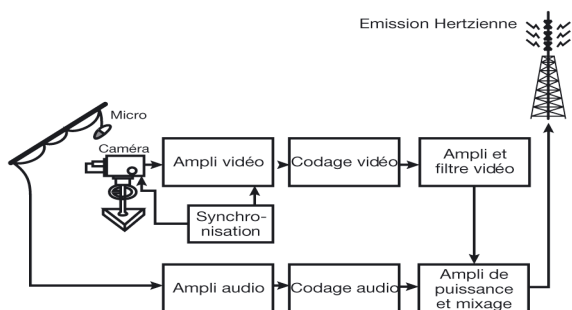 Emission Hertzienne
Micro
Caméra
Ampli vidéo
Codage vidéo
Ampli et
filtre vidéo
Synchro-
nisation
Ampli audio
Codage audio
Ampli de
puissance
et mixage